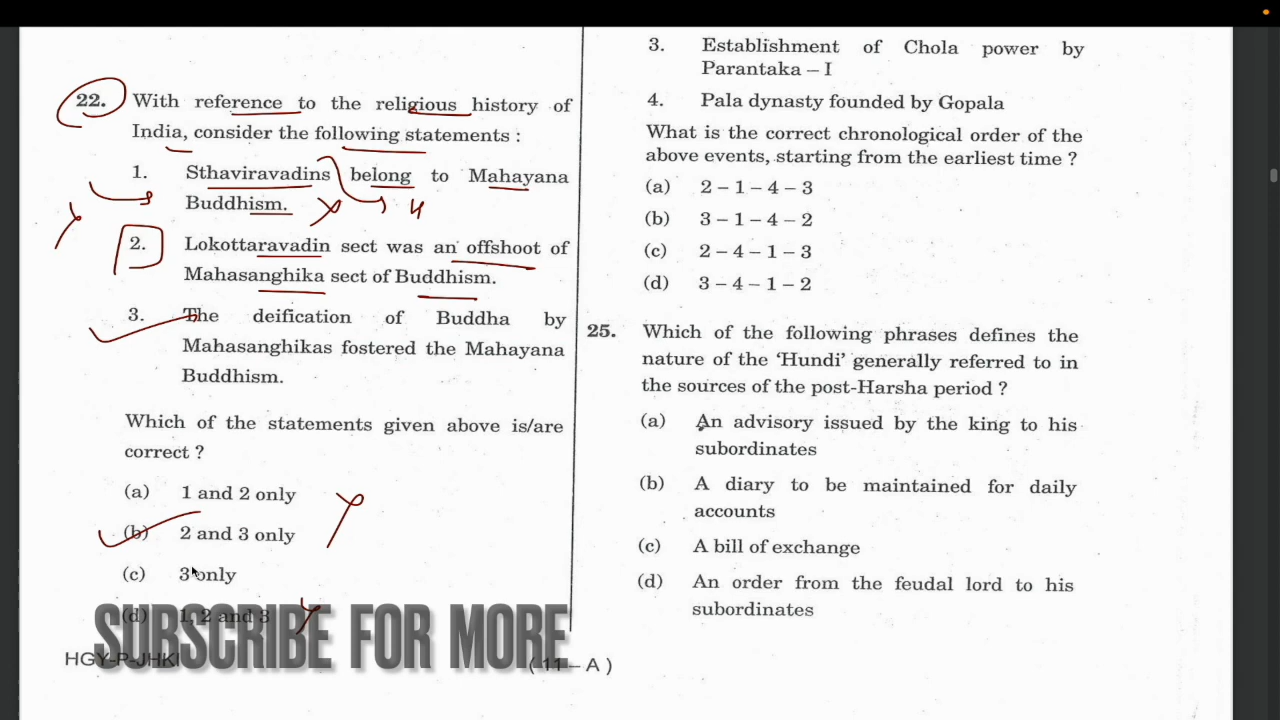 22. With reference to the religious history of
India, consider the following statements :
1. Sthaviravadins belong to Mahayana
Buddhism.
2. Lokottaravadin sect was an offshoot of
Mahasanghika sect of Buddhism.
3. The deification of Buddha by
Mahasanghikas fostered the Mahayana
Buddhism.
Which of the statements given above is/are
correct ?
(a) 1 and 2 only
(b) 2 and 3 only
(c) 3 only
(d) 1, 2 and 3
SUBSCRIBE FOR MORE
HGY-P-JHKI
( 11 – A )
3. Establishment of Chola power by
Parantaka – I
4. Pala dynasty founded by Gopala
What is the correct chronological order of the
above events, starting from the earliest time ?
(a) 2 – 1 – 4 – 3
(b) 3 – 1 – 4 – 2
(c) 2 – 4 – 1 – 3
(d) 3 – 4 – 1 – 2
25. Which of the following phrases defines the
nature of the ‘Hundi’ generally referred to in
the sources of the post-Harsha period ?
(a) An advisory issued by the king to his
subordinates
(b) A diary to be maintained for daily
accounts
(c) A bill of exchange
(d) An order from the feudal lord to his
subordinates